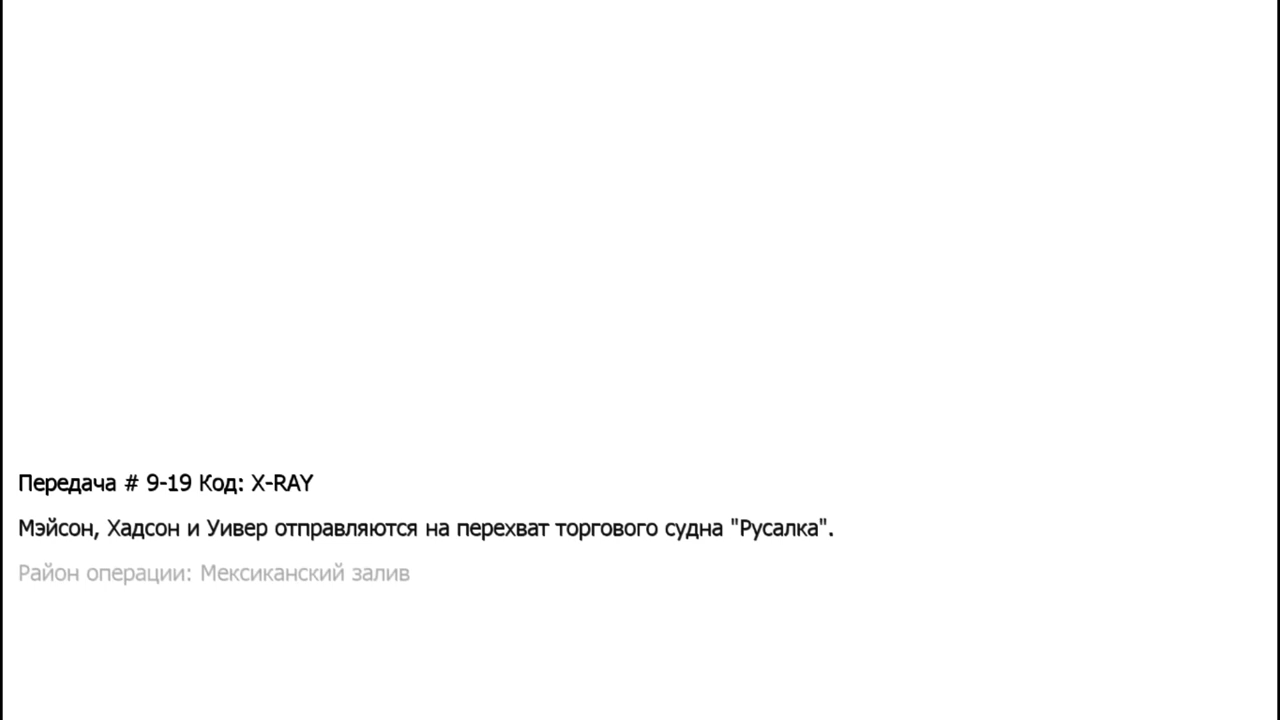 Передача # 9-19 Код: X-RAY
Мэйсон, Хадсон и Уивер отправляются на перехват торгового судна "Русалка".
Район операции: Мексиканский залив